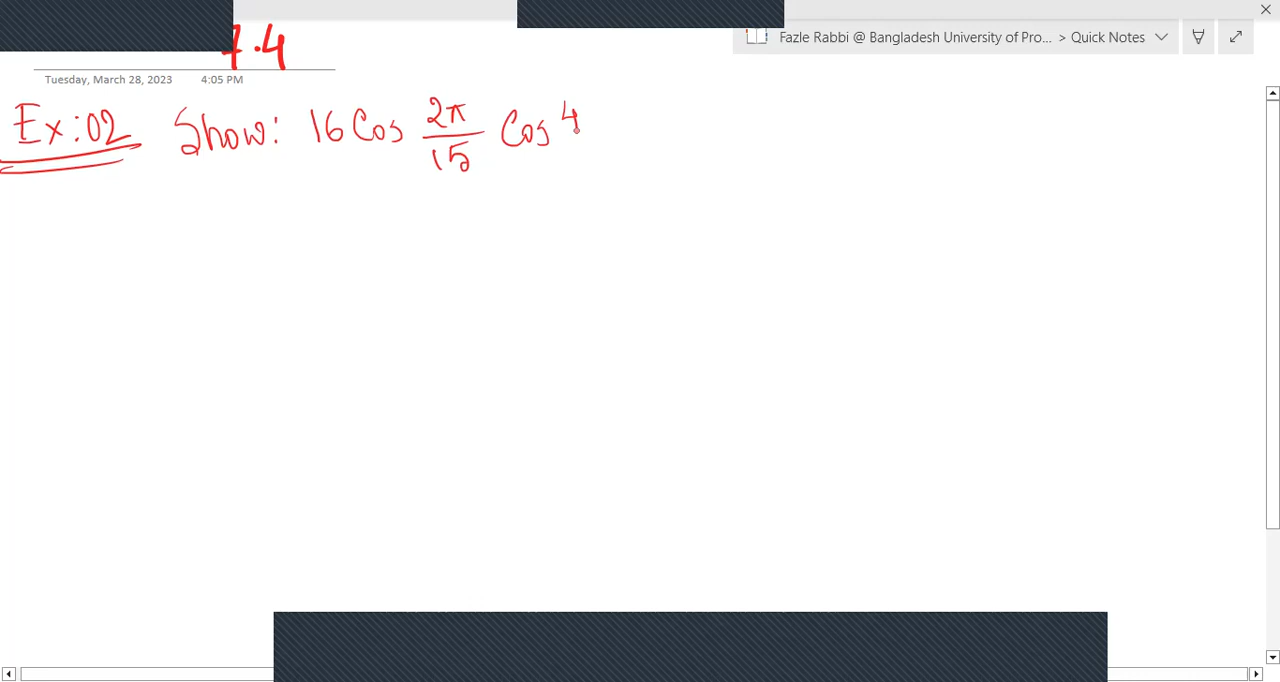 7.4
Fazle Rabbi @ Bangladesh University of Pro... > Quick Notes
Tuesday, March 28, 2023 4:05 PM
Ex:02 Show: 16 Cos 2π/15 Cos 4